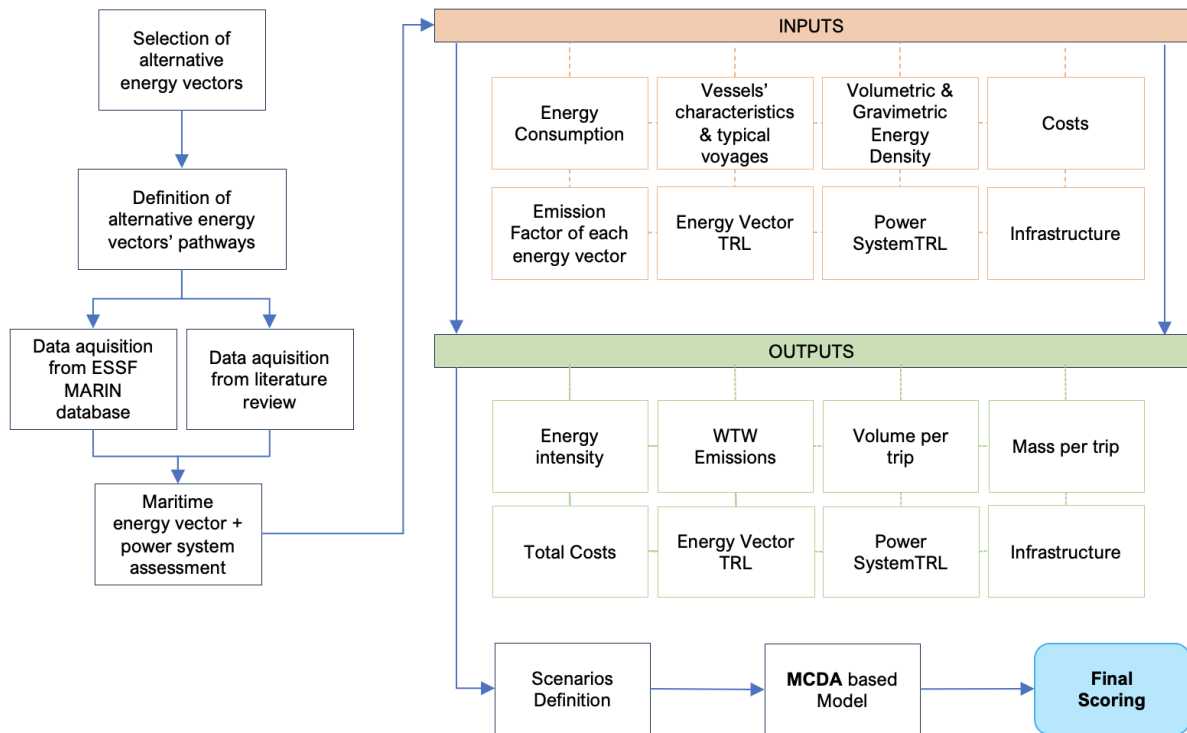 Selection of
alternative
energy vectors
Definition of
alternative energy
vectors' pathways
Data aquisition
from ESSF
MARIN
database
Data aquisition
from literature
review
Maritime
energy vector +
power system
assessment
INPUTS
Energy
Consumption
Vessels'
characteristics
& typical
voyages
Volumetric &
Gravimetric
Energy
Density
Costs
Emission
Factor of each
energy vector
Energy Vector
TRL
Power
SystemTRL
Infrastructure
OUTPUTS
Energy
intensity
WTW
Emissions
Volume per
trip
Mass per trip
Total Costs
Energy Vector
TRL
Power
SystemTRL
Infrastructure
Scenarios
Definition
MCDA based
Model
Final
Scoring